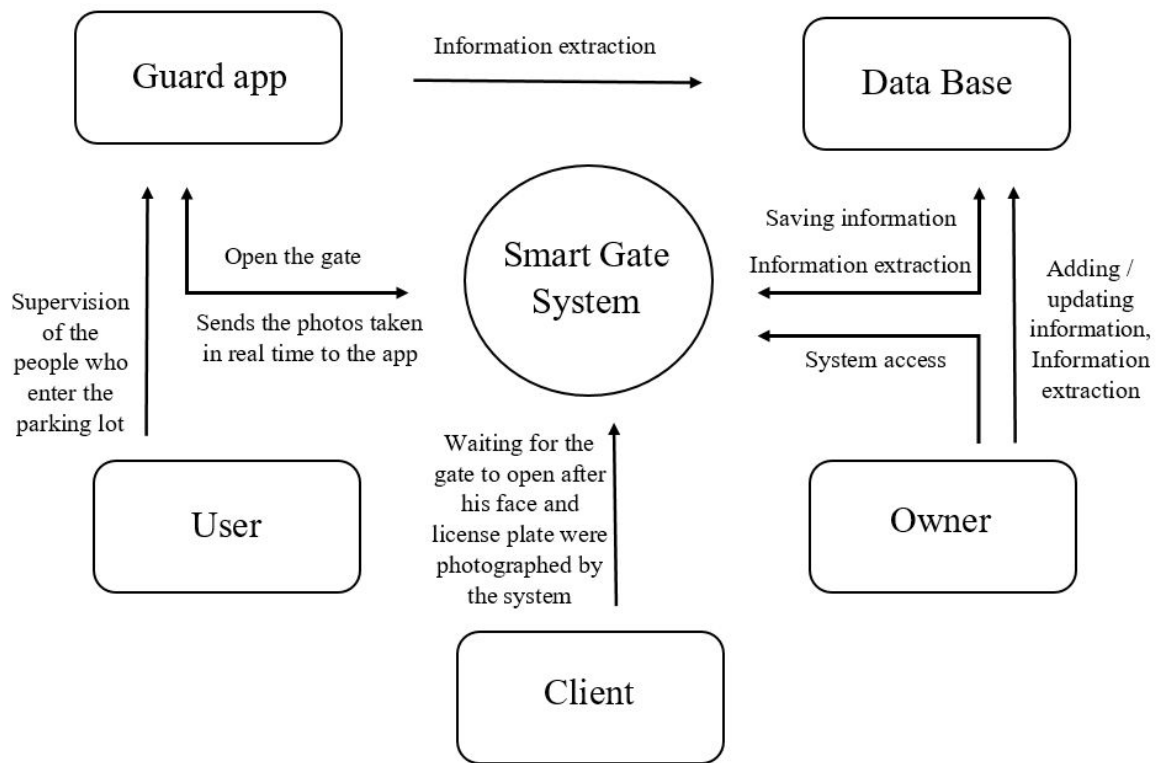 Guard app
Information extraction
Data Base
Smart Gate
System
Open the gate
Sends the photos taken
in real time to the app
Saving information
Information extraction
System access
Supervision
of the
people who
enter the
parking lot
Adding /
updating
information,
Information
extraction
Waiting for the
gate to open after
his face and
license plate were
photographed by
the system
User
Owner
Client